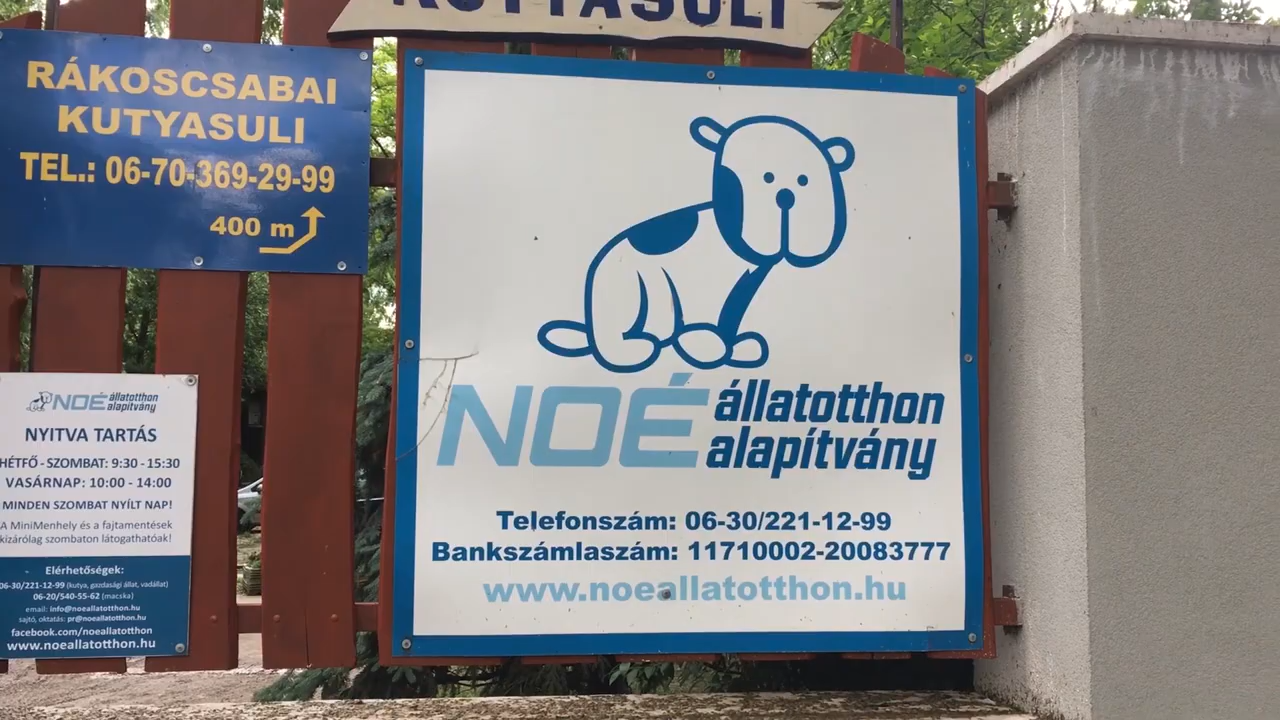 KUTYASULI
RÁKOSCSABAI
KUTYASULI
TEL.: 06-70-369-29-99
400 m
NOÉ állatotthon
alapítvány
NYITVA TARTÁS
HÉTFŐ - SZOMBAT: 9:30 - 15:30
VASÁRNAP: 10:00 - 14:00
MINDEN SZOMBAT NYÍLT NAP!
A MiniMenhely és a fajtamentések
kizárólag szombaton látogathatóak!
- Elérhetőségek:
06-30/221-12-99 (kutya, gazdasági állat, vadállat)
06-20/540-55-62 (macska)
email: info@noeallatotthon.hu
sajtó, oktatás: pr@noeallatotthon.hu
facebook.com/noeallatotthon
www.noeallatotthon.hu
NOÉ állatotthon
alapítvány
Telefonszám: 06-30/221-12-99
Bankszámlaszám: 11710002-20083777
www.noeallatotthon.hu